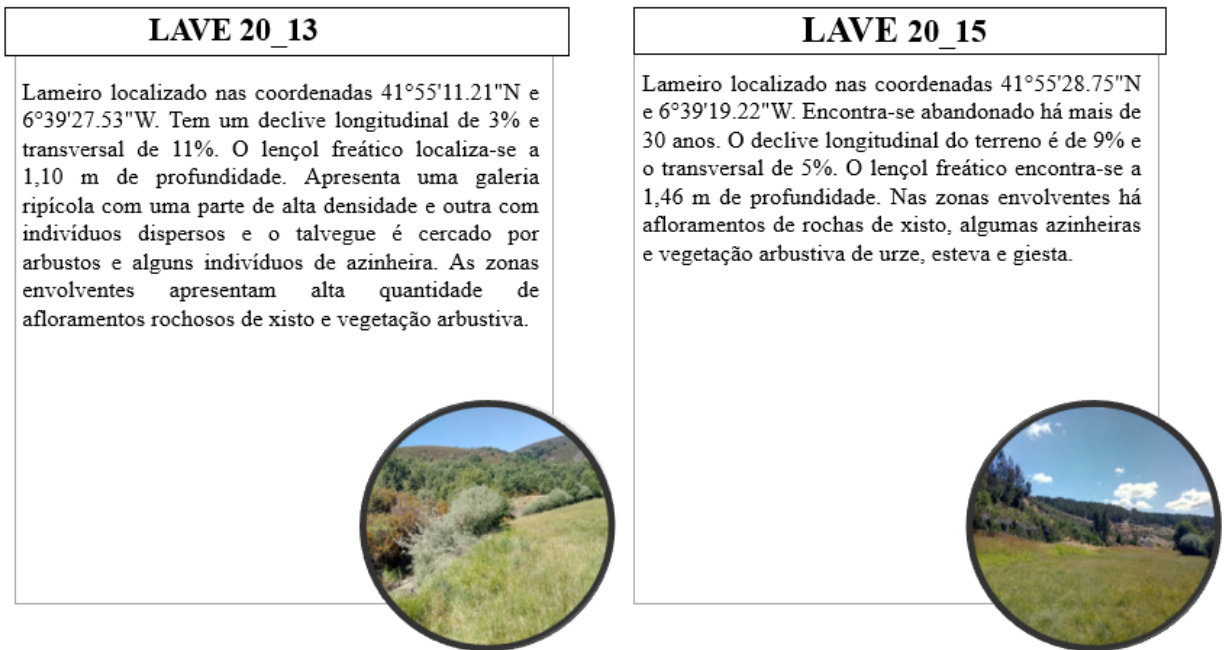 LAVE 20_13
Lameiro localizado nas coordenadas 41°55'11.21"N e
6°39'27.53"W. Tem um declive longitudinal de 3% e
transversal de 11%. O lençol freático localiza-se a
1,10 m de profundidade. Apresenta uma galeria
ripícola com uma parte de alta densidade e outra com
indivíduos dispersos e o talvegue é cercado por
arbustos e alguns indivíduos de azinheira. As zonas
envolventes apresentam alta quantidade de
afloramentos rochosos de xisto e vegetação arbustiva.
LAVE 20_15
Lameiro localizado nas coordenadas 41°55'28.75"N
e 6°39'19.22"W. Encontra-se abandonado há mais de
30 anos. O declive longitudinal do terreno é de 9% e
o transversal de 5%. O lençol freático encontra-se a
1,46 m de profundidade. Nas zonas envolventes há
afloramentos de rochas de xisto, algumas azinheiras
e vegetação arbustiva de urze, esteva e giesta.